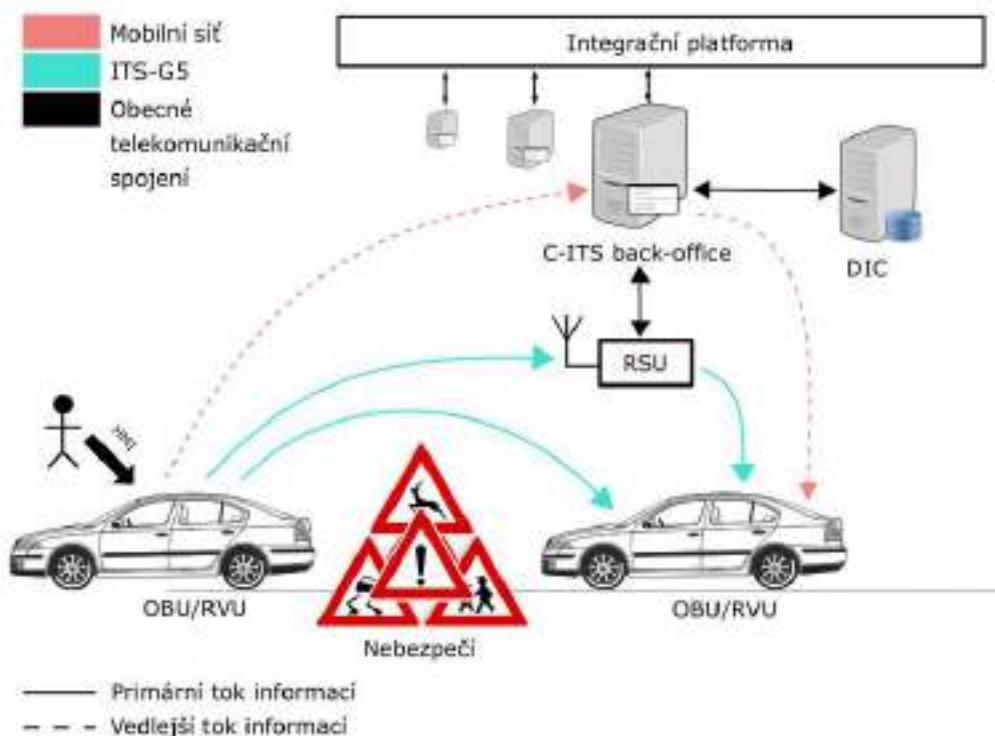 Mobilní síť
ITS-G5
Obecné
telekomunikační
spojení
Integrační platforma
C-ITS back-office
DIC
RSU
HMI
OBU/RVU
OBU/RVU
Nebezpečí
Primární tok informací
Vedlejší tok informací